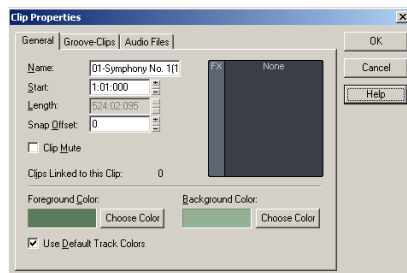 Clip Properties
General Groove-Clips Audio Files
OK
Cancel
Help
Name: 01-Symphony No. 1(1
FX None
Start: 1:01:000
Length: 524:02:095
Snap Offset: 0
Clip Mute
Clips Linked to this Clip: 0
Foreground Color: Background Color:
Choose Color Choose Color
Use Default Track Colors